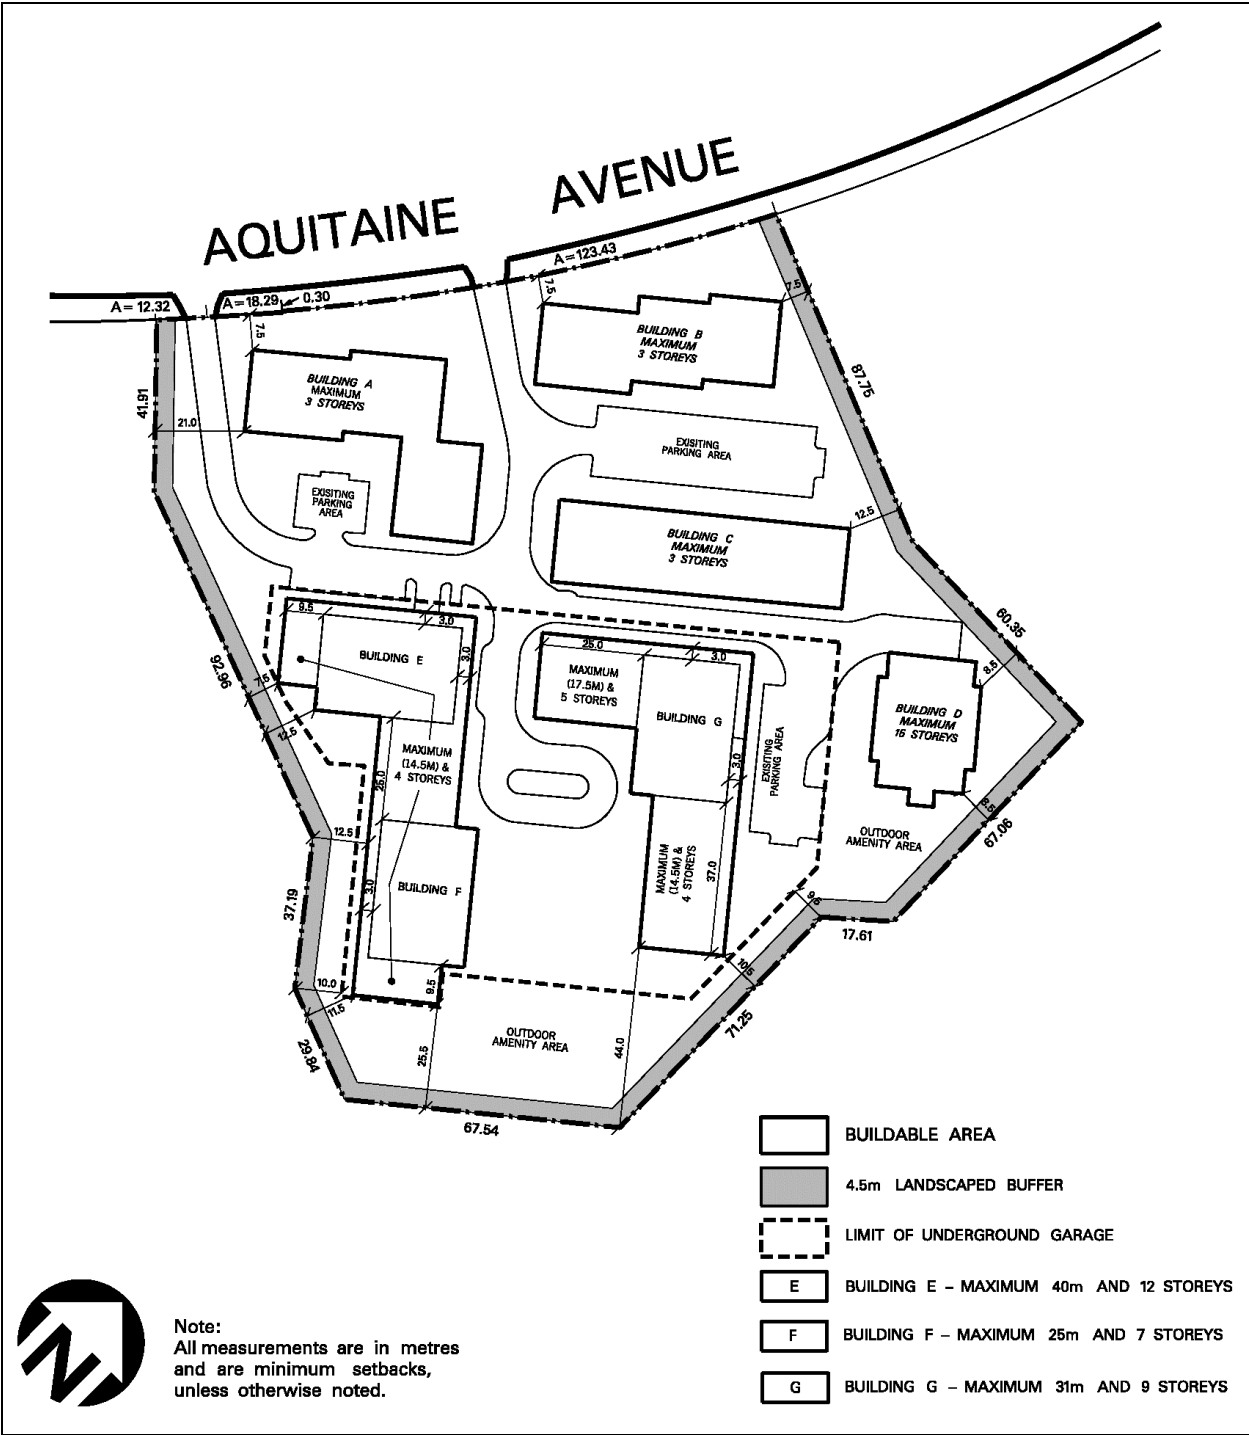 AQUITAINE AVENUE
A=12.32
A=18.29
0.30
A=123.43
7.5
7.5
7.5
BUILDING A
MAXIMUM
3 STOREYS
BUILDING B
MAXIMUM
3 STOREYS
87.75
41.91
21.0
EXISITING
PARKING AREA
EXISITING
PARKING
AREA
12.5
BUILDING C
MAXIMUM
3 STOREYS
60.35
9.5
3.0
BUILDING E
3.0
25.0
3.0
MAXIMUM
(17.5M) &
5 STOREYS
BUILDING G
8.5
BUILDING D
MAXIMUM
16 STOREYS
92.96
7.5
12.5
MAXIMUM
(14.5M) &
4 STOREYS
25.0
3.0
EXISITING
PARKING AREA
8.5
67.06
OUTDOOR
AMENITY AREA
12.5
BUILDING F
3.0
MAXIMUM
(14.5M) &
4 STOREYS
37.0
37.19
9.5
17.61
10.0
11.5
9.5
10.5
71.25
29.84
25.5
OUTDOOR
AMENITY AREA
44.0
67.54
BUILDABLE AREA
4.5m LANDSCAPED BUFFER
LIMIT OF UNDERGROUND GARAGE
E BUILDING E – MAXIMUM 40m AND 12 STOREYS
F BUILDING F – MAXIMUM 25m AND 7 STOREYS
G BUILDING G – MAXIMUM 31m AND 9 STOREYS
N
Note:
All measurements are in metres
and are minimum setbacks,
unless otherwise noted.